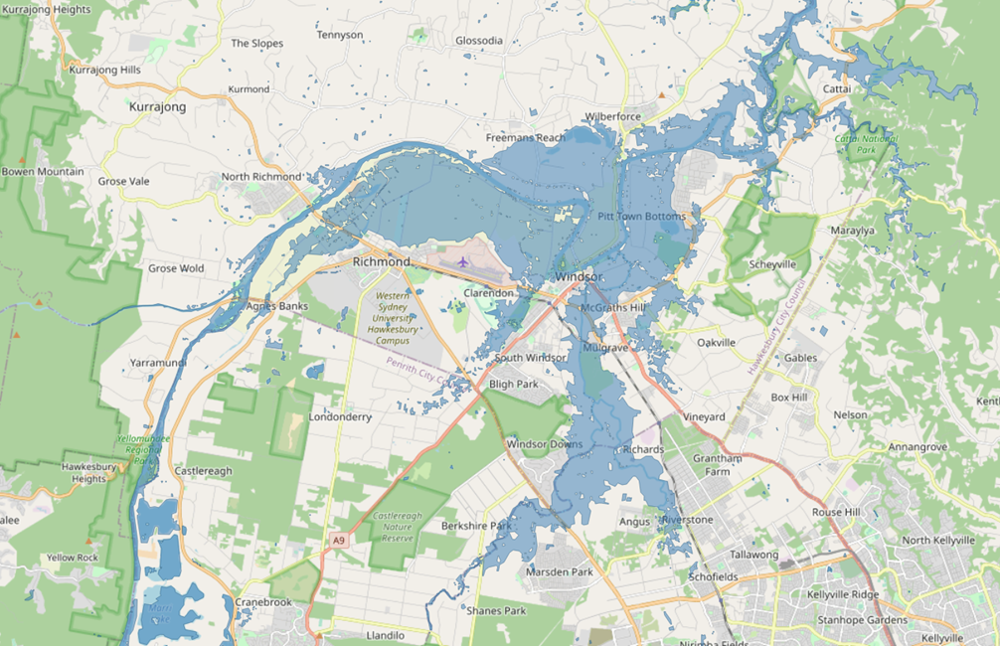 Kurrajong Heights
Tennyson
The Slopes
Glossodia
Kurrajong Hills
Kurmond
Cattai
Kurrajong
Wilberforce
Freemans Reach
Cattai National
Park
Bowen Mountain
Grose Vale
North Richmond
Pitt Town Bottoms
Maraylya
Richmond
Scheyville
Grose Wold
Windsor
Clarendon
Western
Sydney
University
Hawkesbury
Campus
Agnes Banks
McGraths Hill
Hawkesbury City Council
Oakville
Mulgrave
South Windsor
Gables
Yarramundi
Penrith City Co
Bligh Park
Box Hill
Kenth
Londonderry
Vineyard
Nelson
Yellomundee
Regional
Park
Windsor Downs
Richards
Annangrove
Grantham
Farm
Hawkesbury
Heights
Castlereagh
Rouse Hill
alee
Castlereagh
Nature
Reserve
Berkshire Park
Angus
Riverstone
A9
North Kellyville
Yellow Rock
Tallawong
Marsden Park
Schofields
Kellyville Ridge
Cranebrook
Shanes Park
Stanhope Gardens
Llandilo
Kellyville
Nirimba Fields